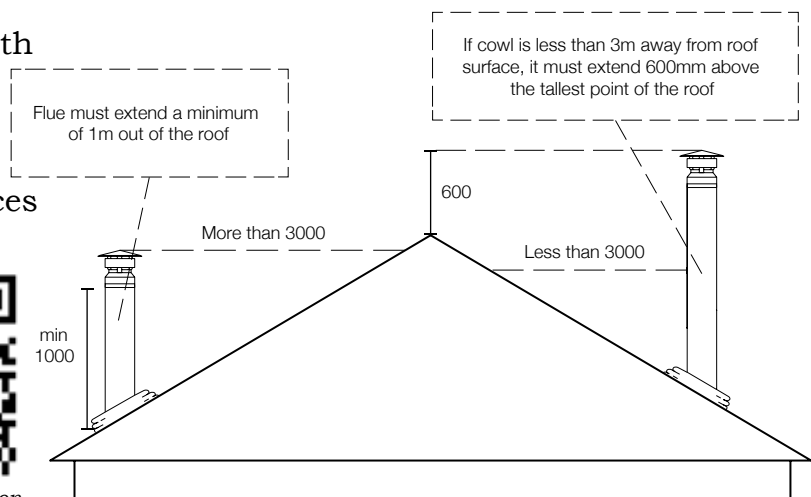 th
Flue must extend a minimum
of 1m out of the roof
If cowl is less than 3m away from roof
surface, it must extend 600mm above
the tallest point of the roof
ces
600
More than 3000
Less than 3000
min
1000